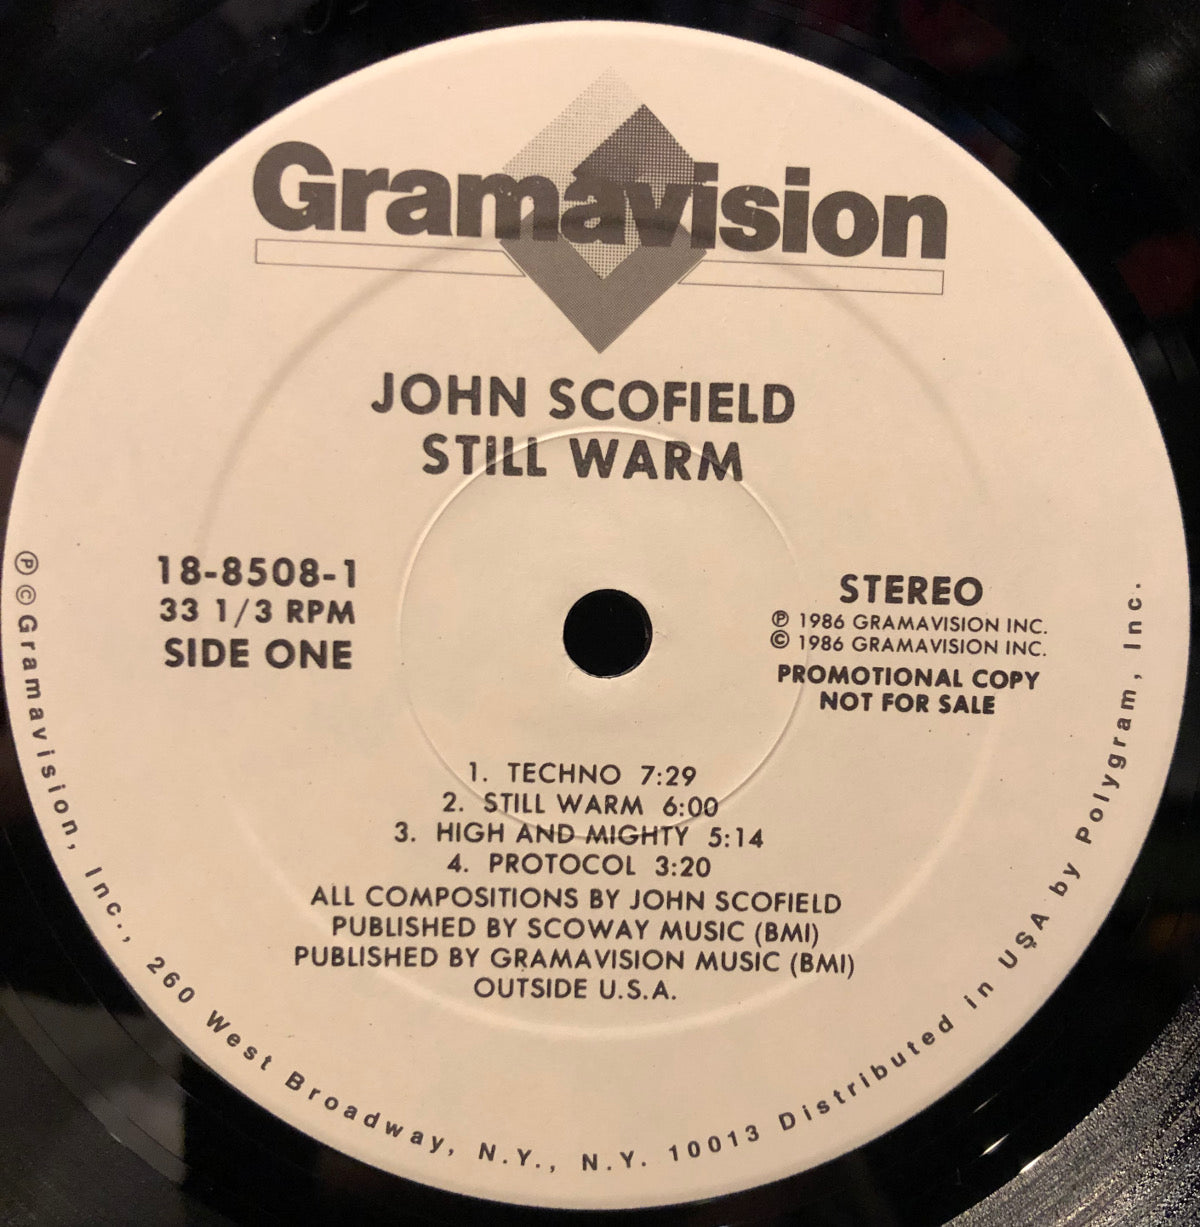 Gramavision
JOHN SCOFIELD
STILL WARM
18-8508-1
33 1/3 RPM
SIDE ONE
STEREO
℗ 1986 GRAMAVISION INC.
© 1986 GRAMAVISION INC.
PROMOTIONAL COPY
NOT FOR SALE
1. TECHNO 7:29
2. STILL WARM 6:00
3. HIGH AND MIGHTY 5:14
4. PROTOCOL 3:20
ALL COMPOSITIONS BY JOHN SCOFIELD
PUBLISHED BY SCOWAY MUSIC (BMI)
PUBLISHED BY GRAMAVISION MUSIC (BMI)
OUTSIDE U.S.A.
℗ © Gramavision, Inc., 260 West Broadway, N.Y., N.Y. 10013 Distributed in USA by Polygram, Inc.